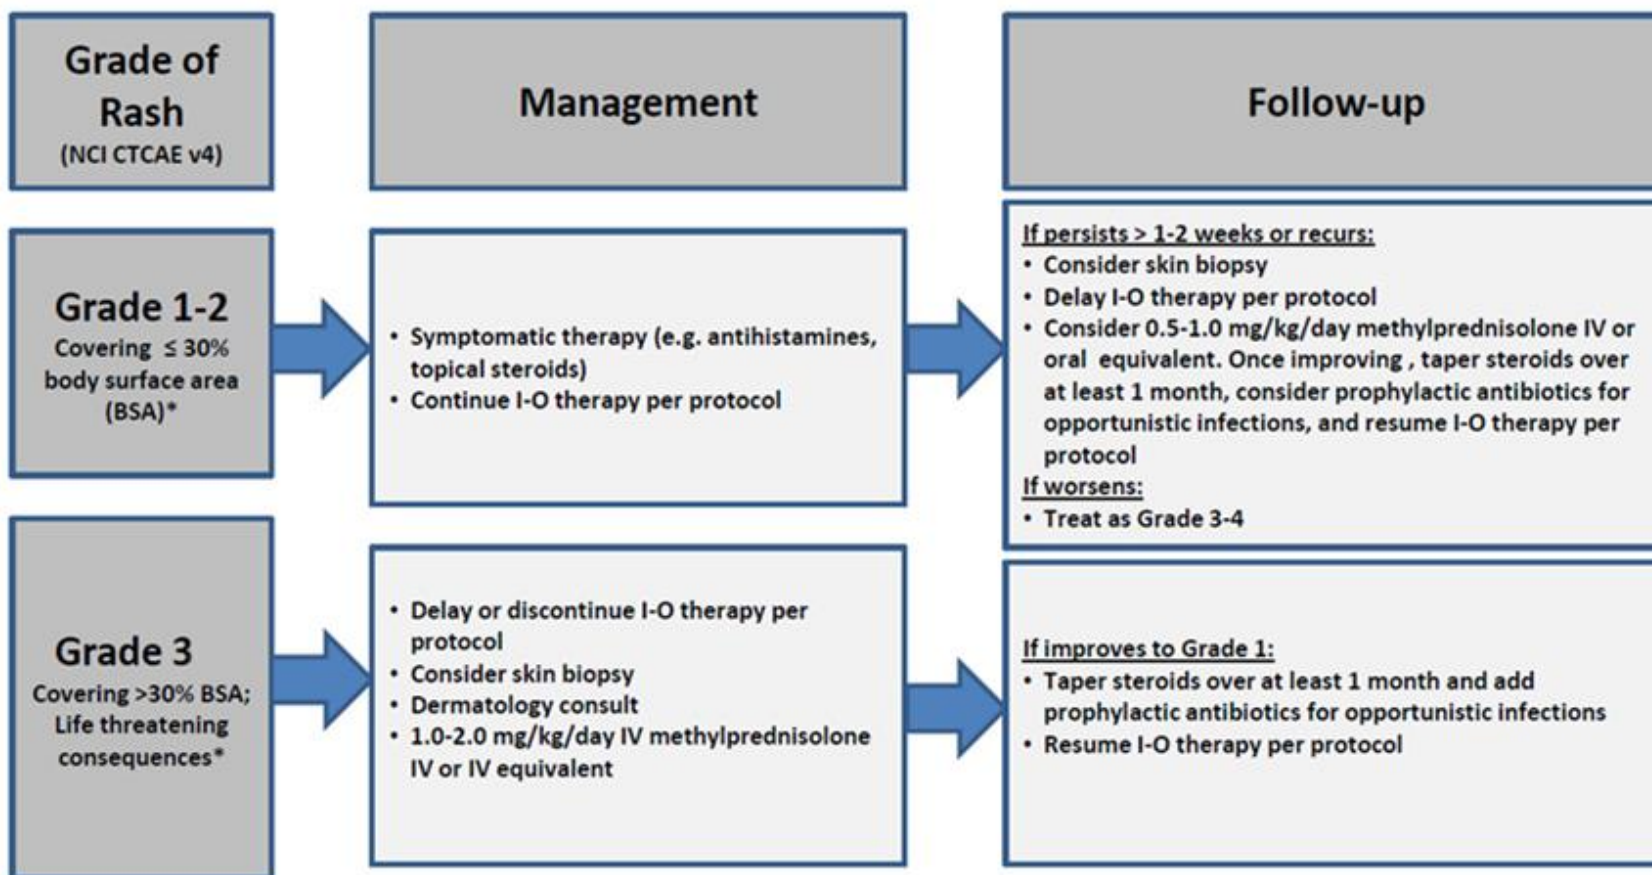 Grade of
Rash
(NCI CTCAE v4)
Management
Follow-up
Grade 1-2
Covering ≤ 30%
body surface area
(BSA)*
• Symptomatic therapy (e.g. antihistamines,
topical steroids)
• Continue I-O therapy per protocol
If persists > 1-2 weeks or recurs:
• Consider skin biopsy
• Delay I-O therapy per protocol
• Consider 0.5-1.0 mg/kg/day methylprednisolone IV or
oral equivalent. Once improving , taper steroids over
at least 1 month, consider prophylactic antibiotics for
opportunistic infections, and resume I-O therapy per
protocol
If worsens:
• Treat as Grade 3-4
Grade 3
Covering >30% BSA;
Life threatening
consequences*
• Delay or discontinue I-O therapy per
protocol
• Consider skin biopsy
• Dermatology consult
• 1.0-2.0 mg/kg/day IV methylprednisolone
IV or IV equivalent
If improves to Grade 1:
• Taper steroids over at least 1 month and add
prophylactic antibiotics for opportunistic infections
• Resume I-O therapy per protocol